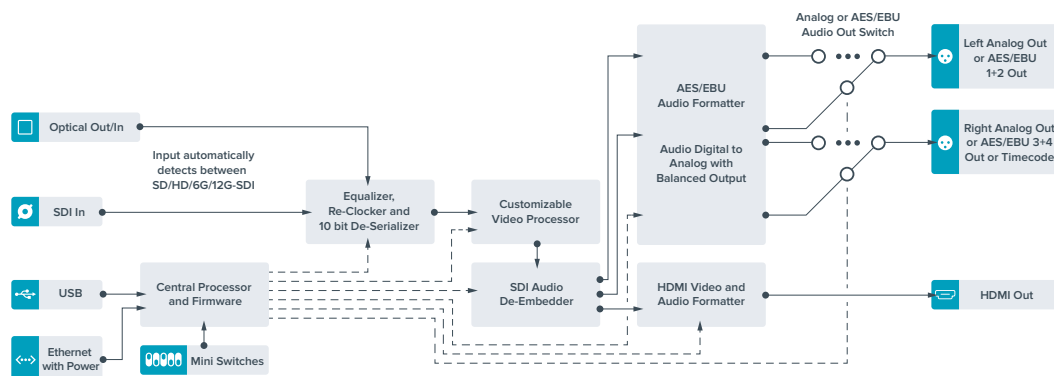 Analog or AES/EBU
Audio Out Switch
Left Analog Out
or AES/EBU
1+2 Out
AES/EBU
Audio Formatter
Optical Out/In
Right Analog Out
or AES/EBU 3+4
Out or Timecode
Input automatically
detects between
SD/HD/6G/12G-SDI
Audio Digital to
Analog with
Balanced Output
SDI In
Equalizer,
Re-Clocker and
10 bit De-Serializer
Customizable
Video Processor
USB
Central Processor
and Firmware
SDI Audio
De-Embedder
HDMI Video and
Audio Formatter
HDMI Out
Ethernet
with Power
Mini Switches